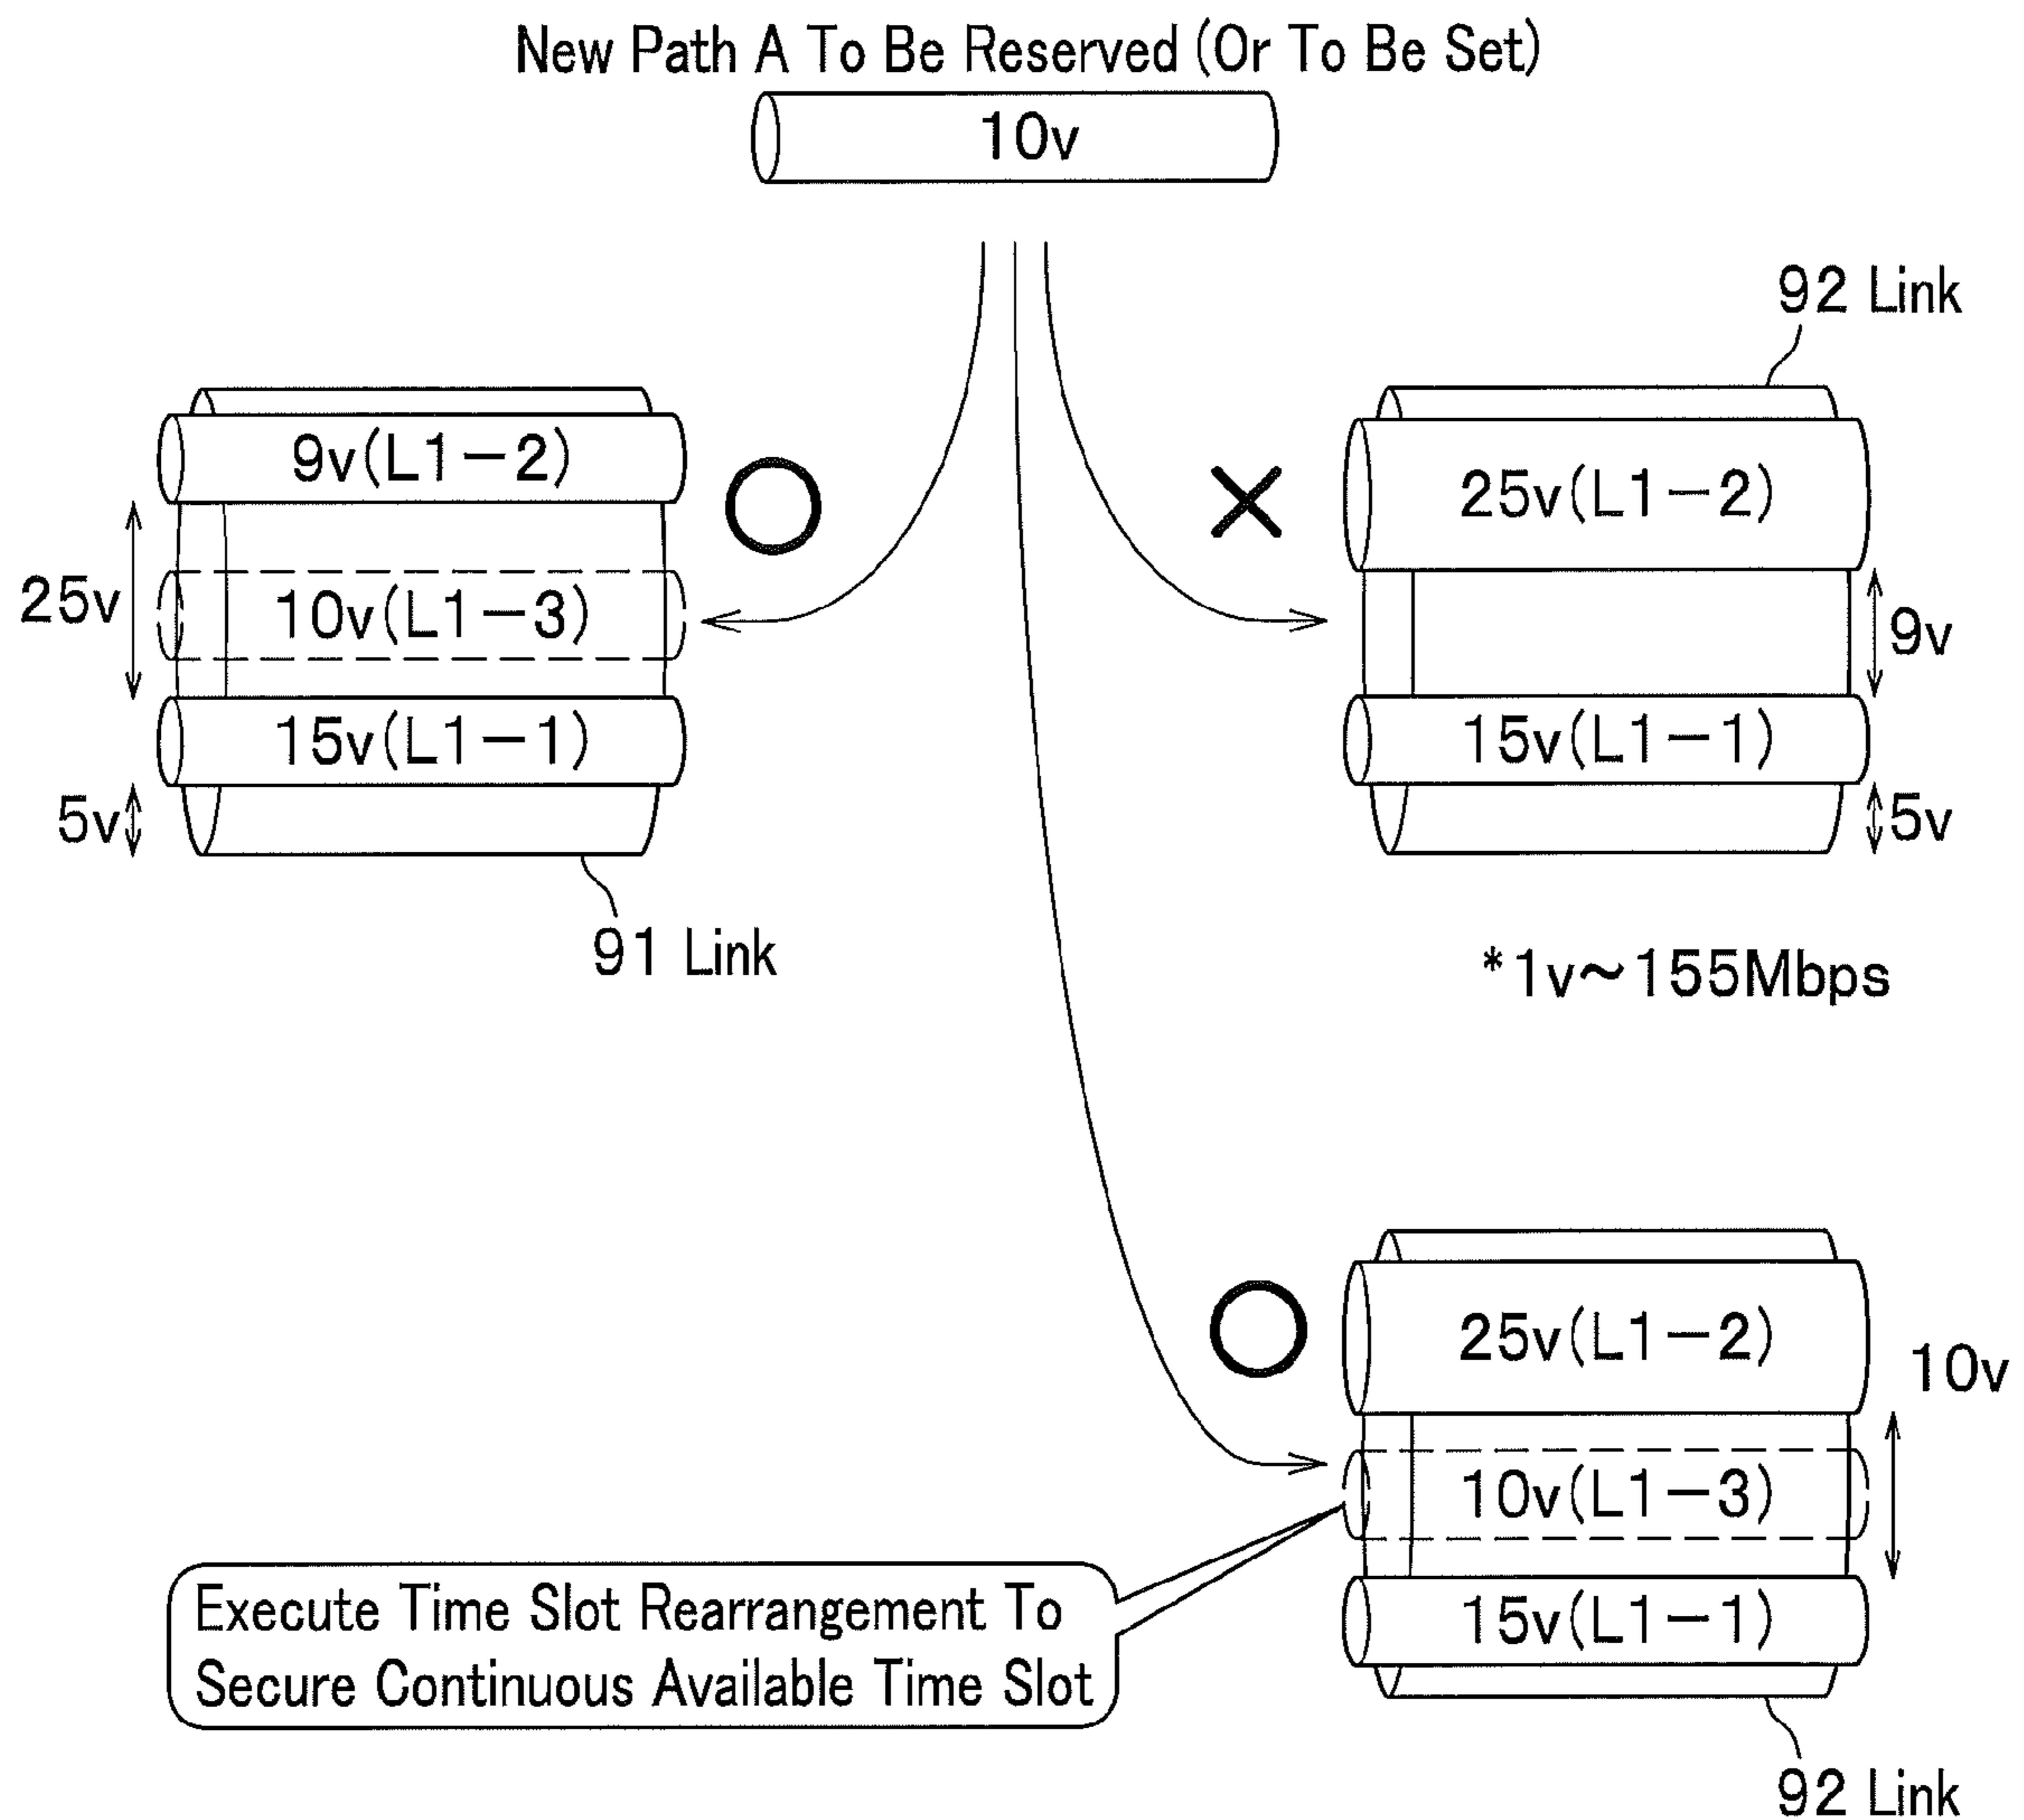 New Path A To Be Reserved (Or To Be Set)
10v
92 Link
9v(L1-2)
25v
10v(L1-3)
15v(L1-1)
5v
91 Link
25v(L1-2)
9v
15v(L1-1)
5v
*1v~155Mbps
25v(L1-2)
10v
10v(L1-3)
15v(L1-1)
92 Link
Execute Time Slot Rearrangement To
Secure Continuous Available Time Slot